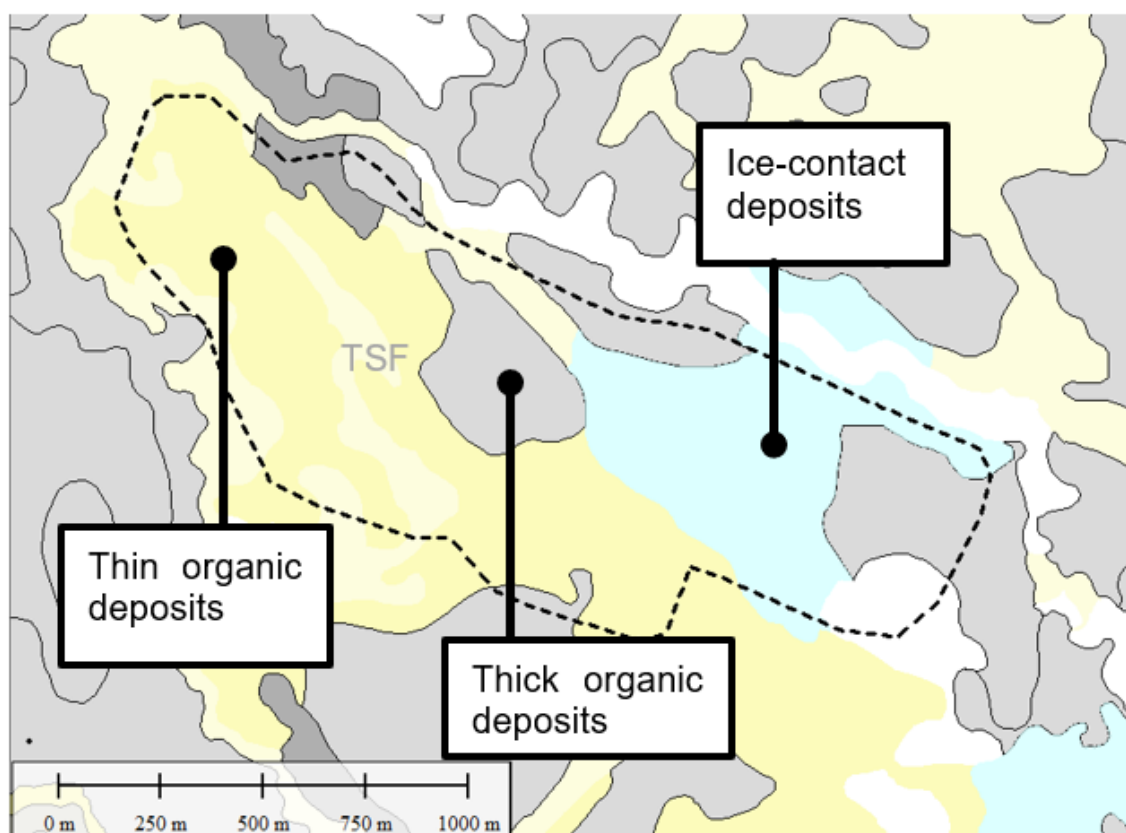 Ice-contact
deposits
TSF
Thin organic
deposits
Thick organic
deposits
0 m 250 m 500 m 750 m 1000 m